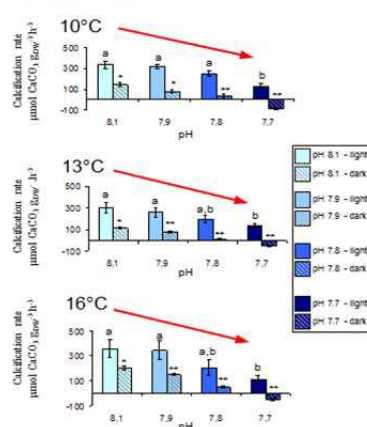 10°C
Calcification rate
µmol CaCO3 gDW-1 h-1
500
300
100
-100
a
*
a
*
a
**
b
**
8,1
7,9
7,8
7,7
pH
13°C
Calcification rate
µmol CaCO3 gDW-1 h-1
500
300
100
-100
a
*
a
**
a,b
**
b
**
8,1
7,9
7,8
7,7
pH
16°C
Calcification rate
µmol CaCO3 gDW-1 h-1
500
300
100
-100
a
*
a
**
a,b
**
b
**
8,1
7,9
7,8
7,7
pH
pH 8.1 - light
pH 8.1 - dark
pH 7.9 - light
pH 7.9 - dark
pH 7.8 - light
pH 7.8 - dark
pH 7.7 - light
pH 7.7 - dark